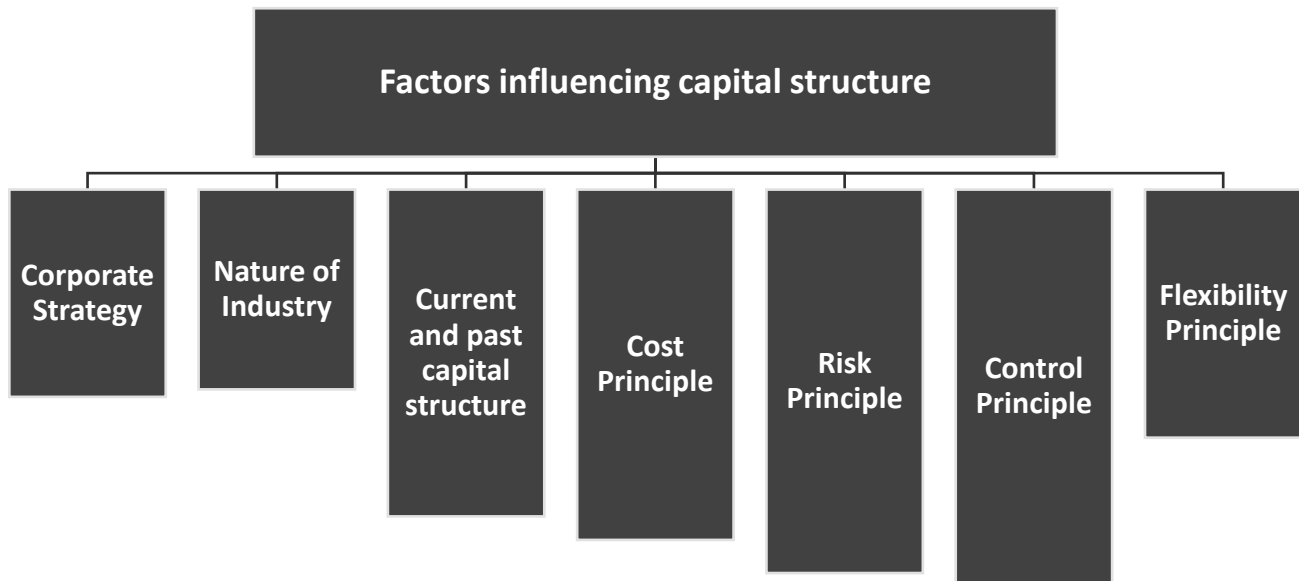 Factors influencing capital structure
Corporate
Strategy
Nature of
Industry
Current
and past
capital
structure
Cost
Principle
Risk
Principle
Control
Principle
Flexibility
Principle